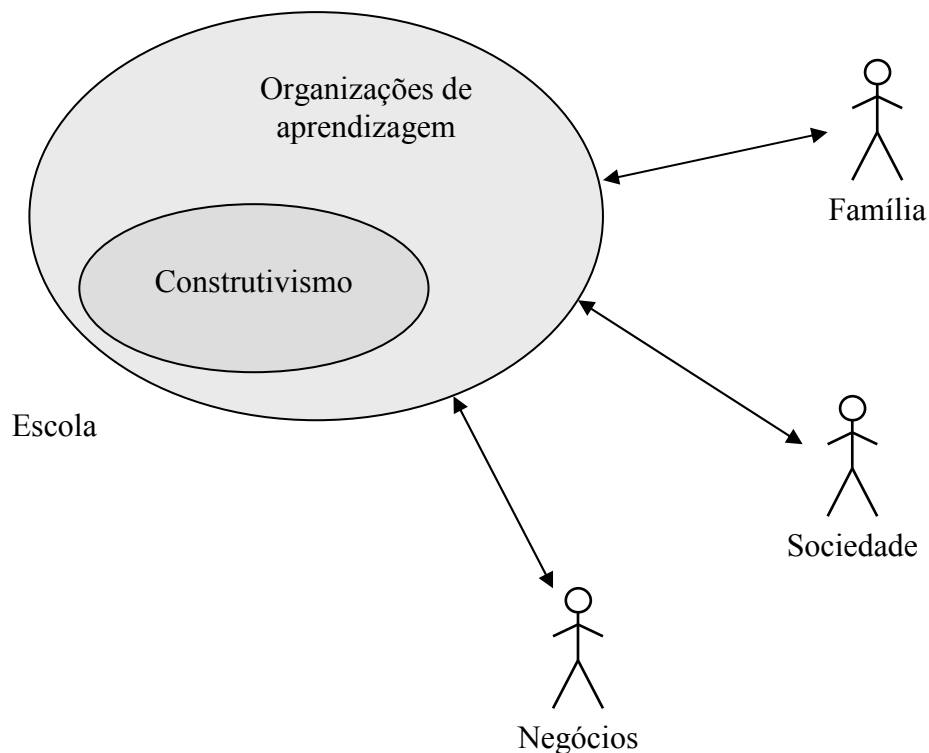 Organizações de
aprendizagem
Família
Construtivismo
Escola
Sociedade
Negócios